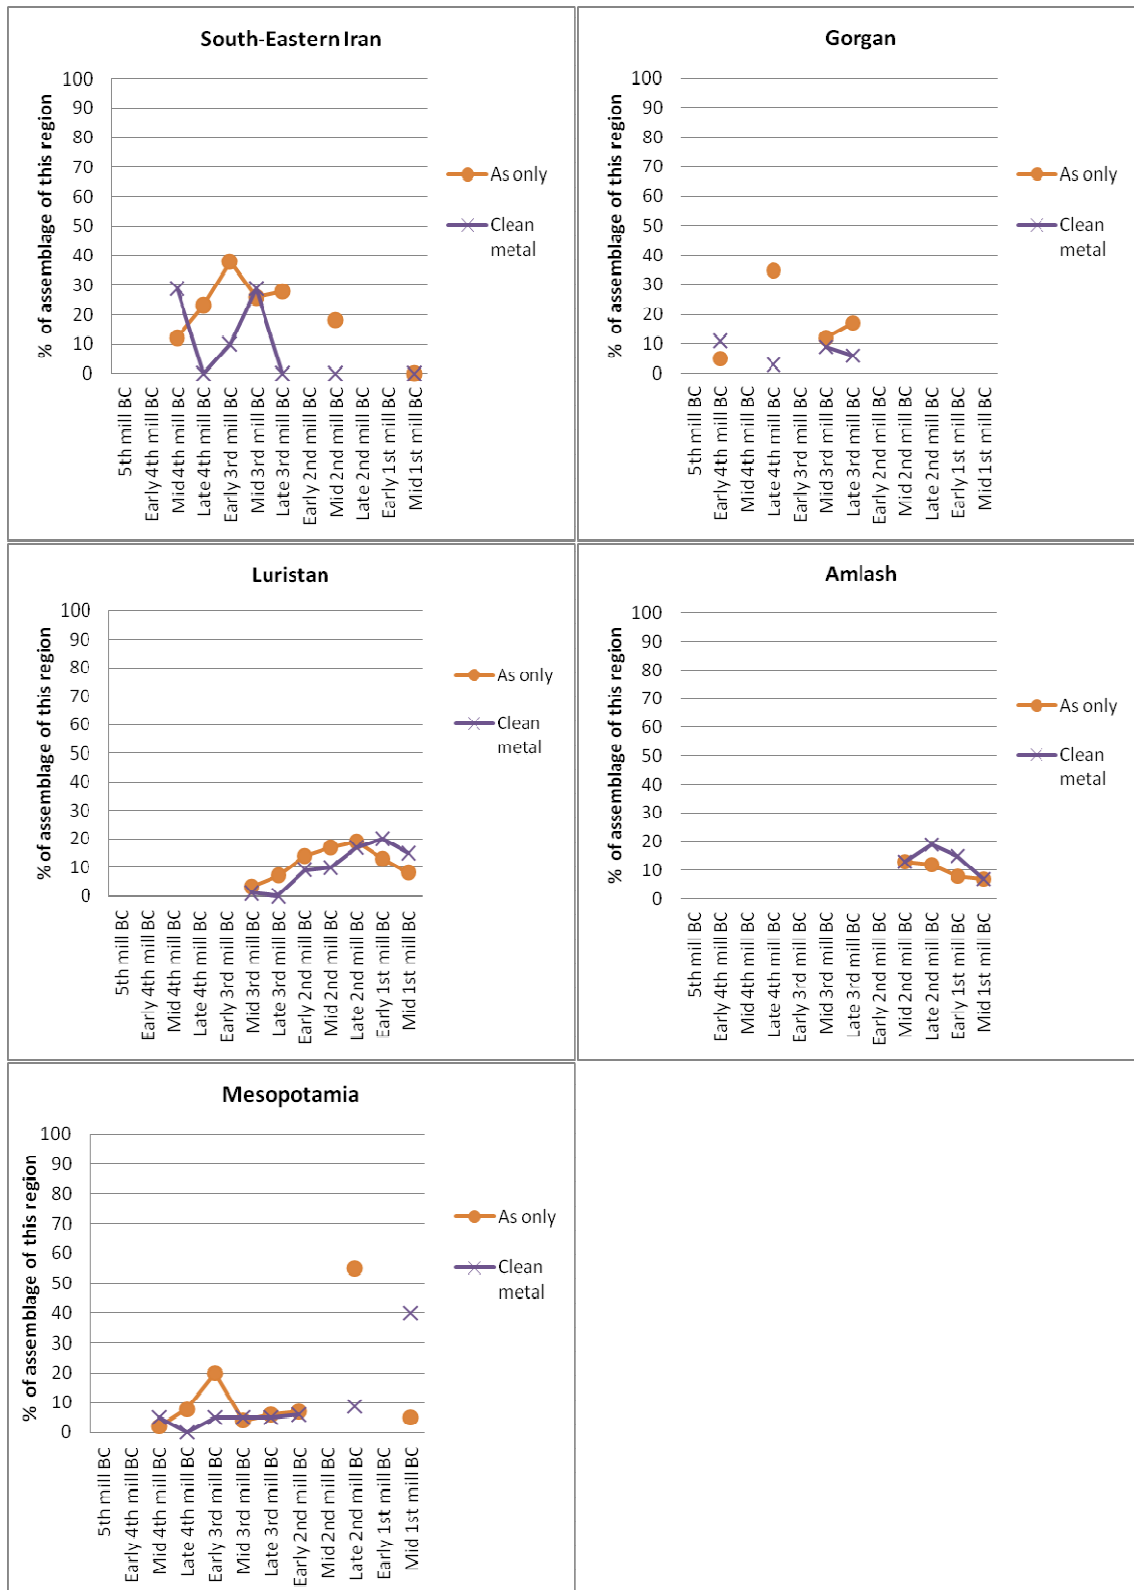 South-Eastern Iran
% of assemblage of this region
100
90
80
70
60
50
40
30
20
10
0
As only
Clean
metal
5th mill BC
Early 4th mill BC
Mid 4th mill BC
Late 4th mill BC
Early 3rd mill BC
Mid 3rd mill BC
Late 3rd mill BC
Early 2nd mill BC
Mid 2nd mill BC
Late 2nd mill BC
Early 1st mill BC
Mid 1st mill BC
Gorgan
% of assemblage of this region
100
90
80
70
60
50
40
30
20
10
0
As only
Clean
metal
5th mill BC
Early 4th mill BC
Mid 4th mill BC
Late 4th mill BC
Early 3rd mill BC
Mid 3rd mill BC
Late 3rd mill BC
Early 2nd mill BC
Mid 2nd mill BC
Late 2nd mill BC
Early 1st mill BC
Mid 1st mill BC
Luristan
% of assemblage of this region
100
90
80
70
60
50
40
30
20
10
0
As only
Clean
metal
5th mill BC
Early 4th mill BC
Mid 4th mill BC
Late 4th mill BC
Early 3rd mill BC
Mid 3rd mill BC
Late 3rd mill BC
Early 2nd mill BC
Mid 2nd mill BC
Late 2nd mill BC
Early 1st mill BC
Mid 1st mill BC
Amlash
% of assemblage of this region
100
90
80
70
60
50
40
30
20
10
0
As only
Clean
metal
5th mill BC
Early 4th mill BC
Mid 4th mill BC
Late 4th mill BC
Early 3rd mill BC
Mid 3rd mill BC
Late 3rd mill BC
Early 2nd mill BC
Mid 2nd mill BC
Late 2nd mill BC
Early 1st mill BC
Mid 1st mill BC
Mesopotamia
% of assemblage of this region
100
90
80
70
60
50
40
30
20
10
0
As only
Clean
metal
5th mill BC
Early 4th mill BC
Mid 4th mill BC
Late 4th mill BC
Early 3rd mill BC
Mid 3rd mill BC
Late 3rd mill BC
Early 2nd mill BC
Mid 2nd mill BC
Late 2nd mill BC
Early 1st mill BC
Mid 1st mill BC